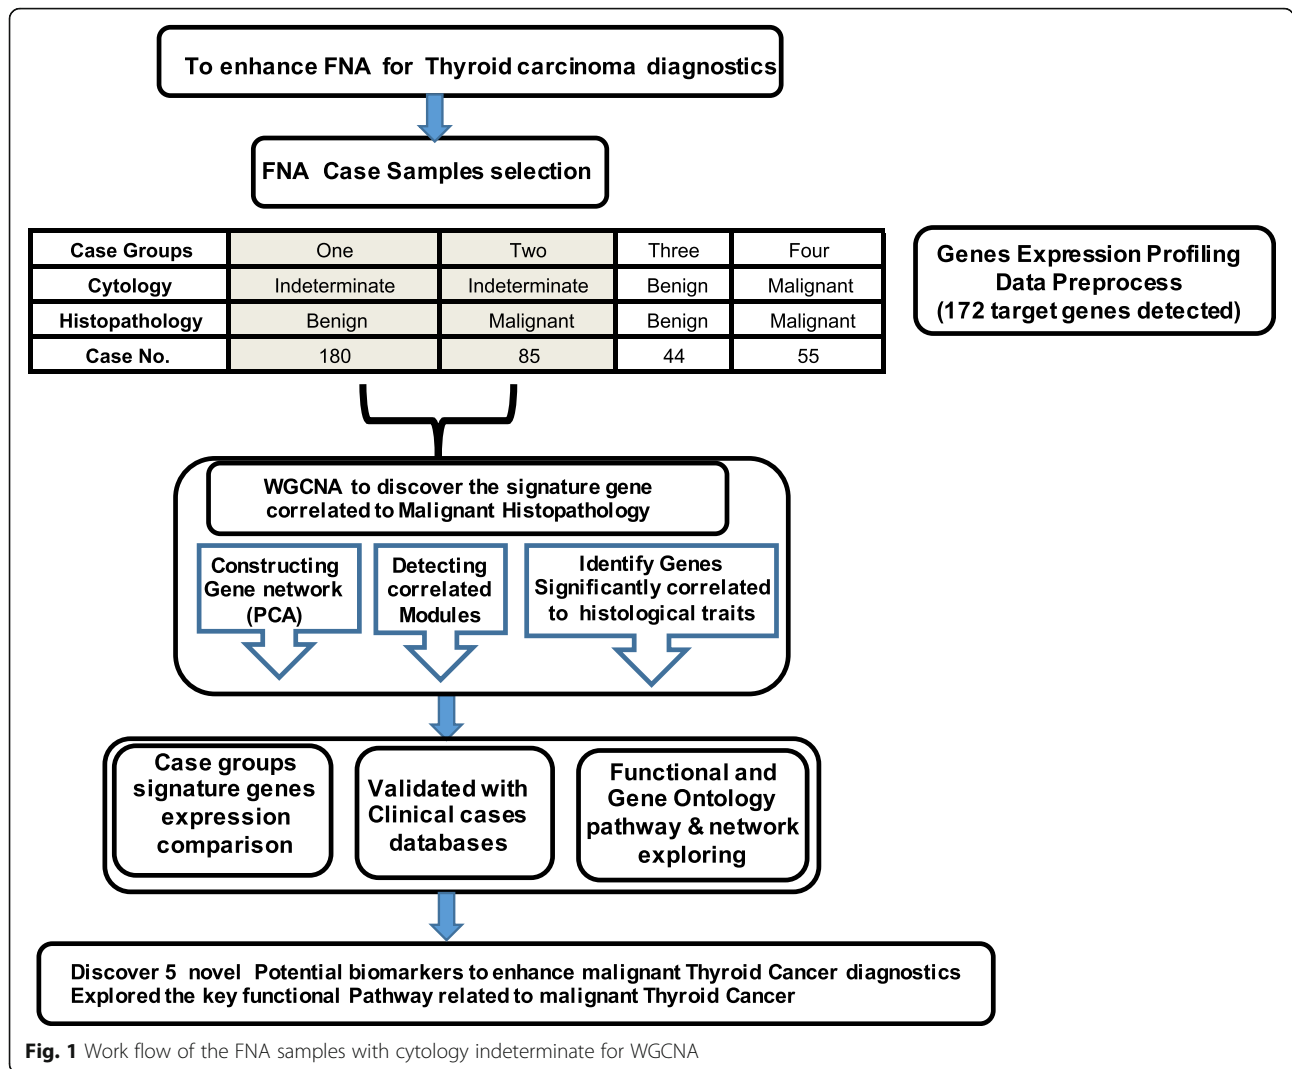 To enhance FNA for Thyroid carcinoma diagnostics
FNA Case Samples selection
Case Groups One Two Three Four
Cytology Indeterminate Indeterminate Benign Malignant
Histopathology Benign Malignant Benign Malignant
Case No. 180 85 44 55
Genes Expression Profiling
Data Preprocess
(172 target genes detected)
WGCNA to discover the signature gene
correlated to Malignant Histopathology
Constructing
Gene network
(PCA)
Detecting
correlated
Modules
Identify Genes
Significantly correlated
to histological traits
Case groups
signature genes
expression
comparison
Validated with
Clinical cases
databases
Functional and
Gene Ontology
pathway & network
exploring
Discover 5 novel Potential biomarkers to enhance malignant Thyroid Cancer diagnostics
Explored the key functional Pathway related to malignant Thyroid Cancer
Fig. 1 Work flow of the FNA samples with cytology indeterminate for WGCNA